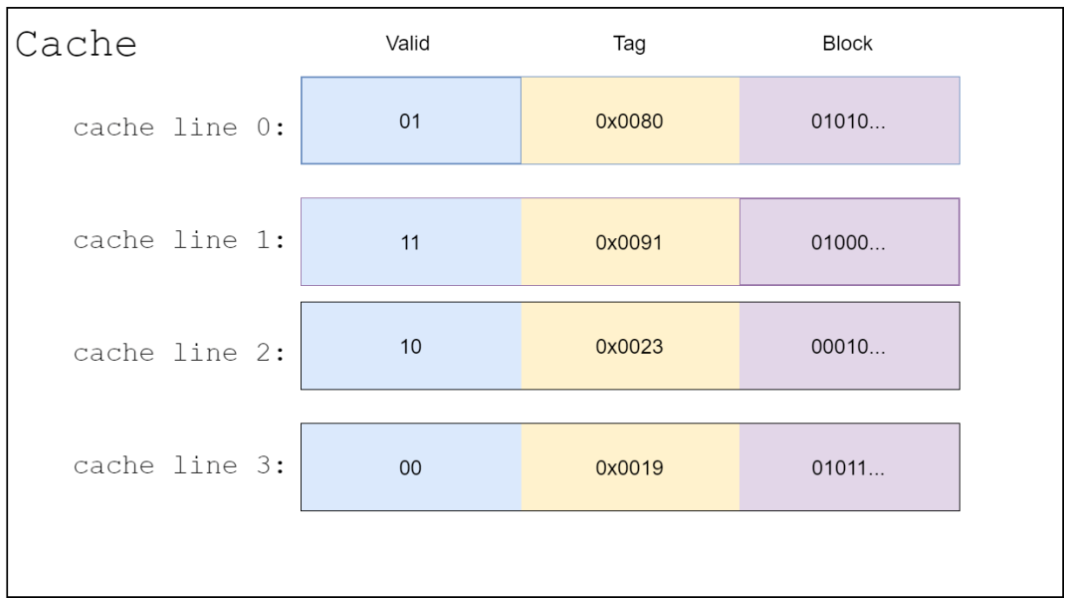 Cache Valid Tag Block
cache line 0: 01 0x0080 01010...
cache line 1: 11 0x0091 01000...
cache line 2: 10 0x0023 00010...
cache line 3: 00 0x0019 01011...